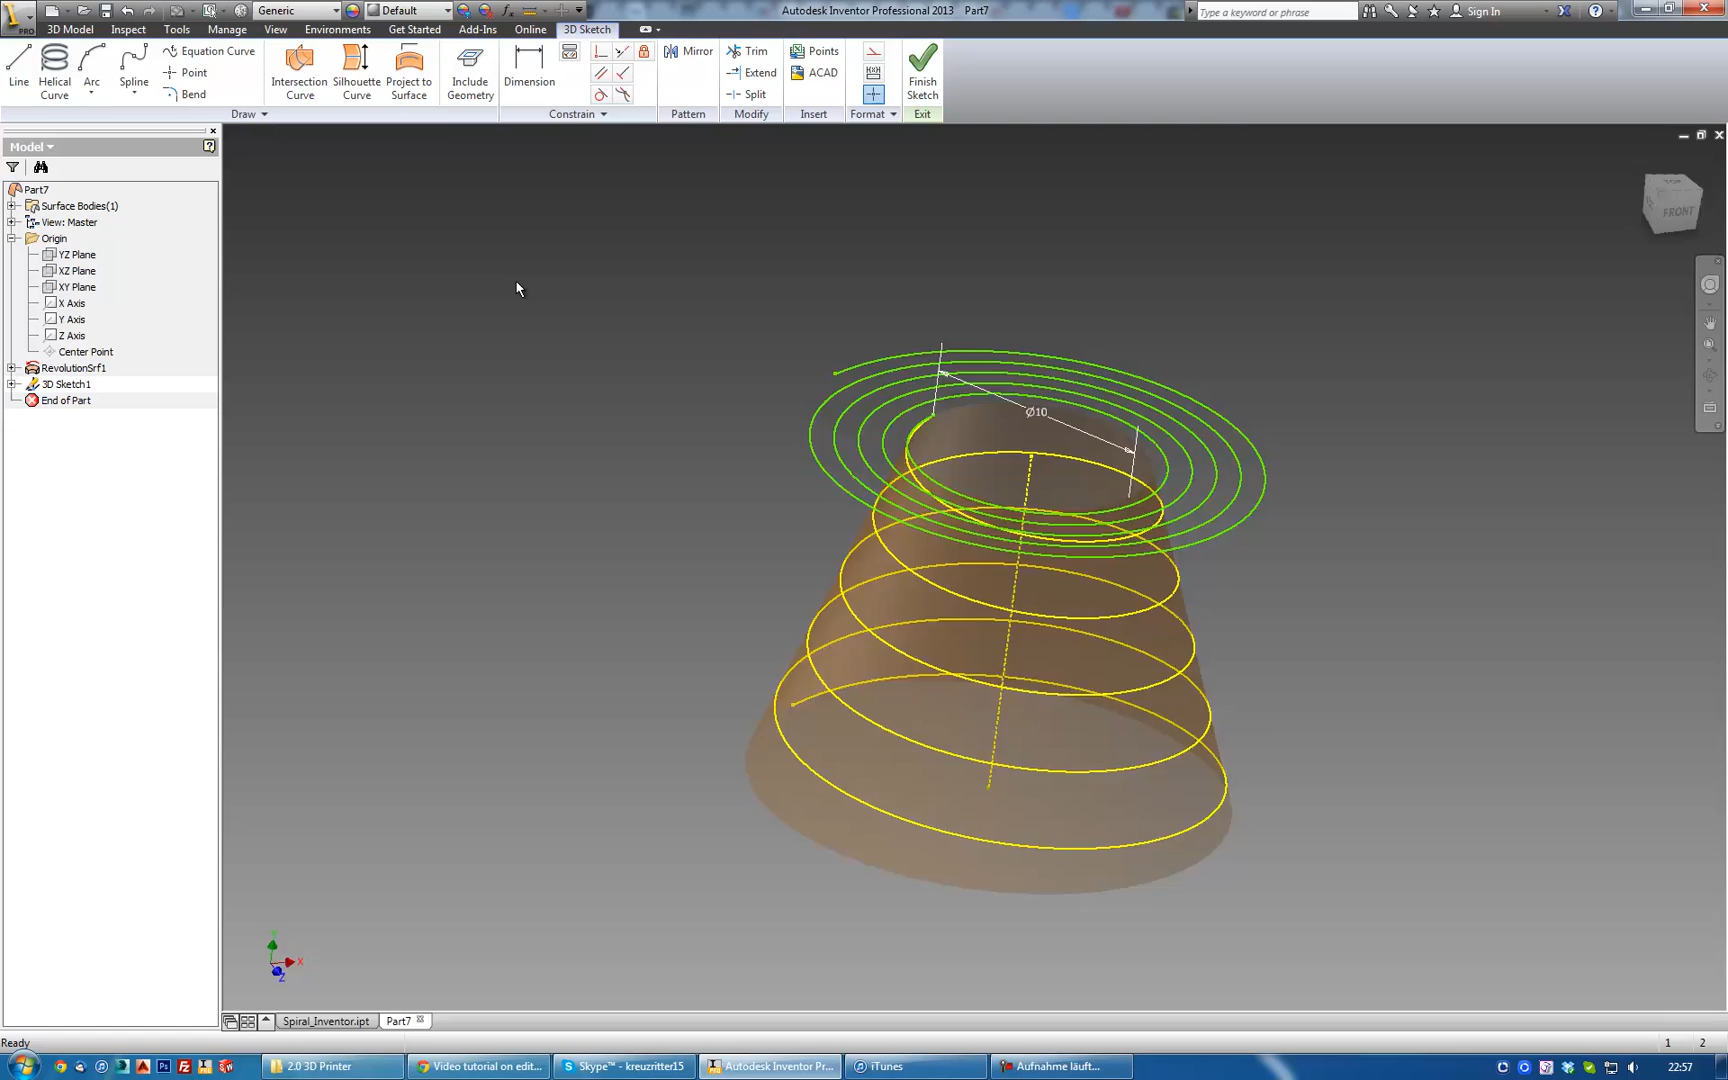 Generic
Default
Autodesk Inventor Professional 2013 Part7
Type a keyword or phrase
Sign In
PRO
3D Model
Inspect
Tools
Manage
View
Environments
Get Started
Add-Ins
Online
3D Sketch
Line
Helical Curve
Arc
Spline
Equation Curve
Point
Bend
Intersection Curve
Silhouette Curve
Project to Surface
Include Geometry
Dimension
Mirror
Trim
Extend
Split
Points
ACAD
Finish Sketch
Draw
Constrain
Pattern
Modify
Insert
Format
Exit
Model
Part7
Surface Bodies(1)
View: Master
Origin
YZ Plane
XZ Plane
XY Plane
X Axis
Y Axis
Z Axis
Center Point
RevolutionSrf1
3D Sketch1
End of Part
FRONT
TOP
Ø10
Y
X
Z
Spiral_Inventor.ipt
Part7
Ready
1
2
2.0 3D Printer
Video tutorial on edit...
Skype™ - kreuzritter15
Autodesk Inventor Pr...
iTunes
Aufnahme läuft...
22:57